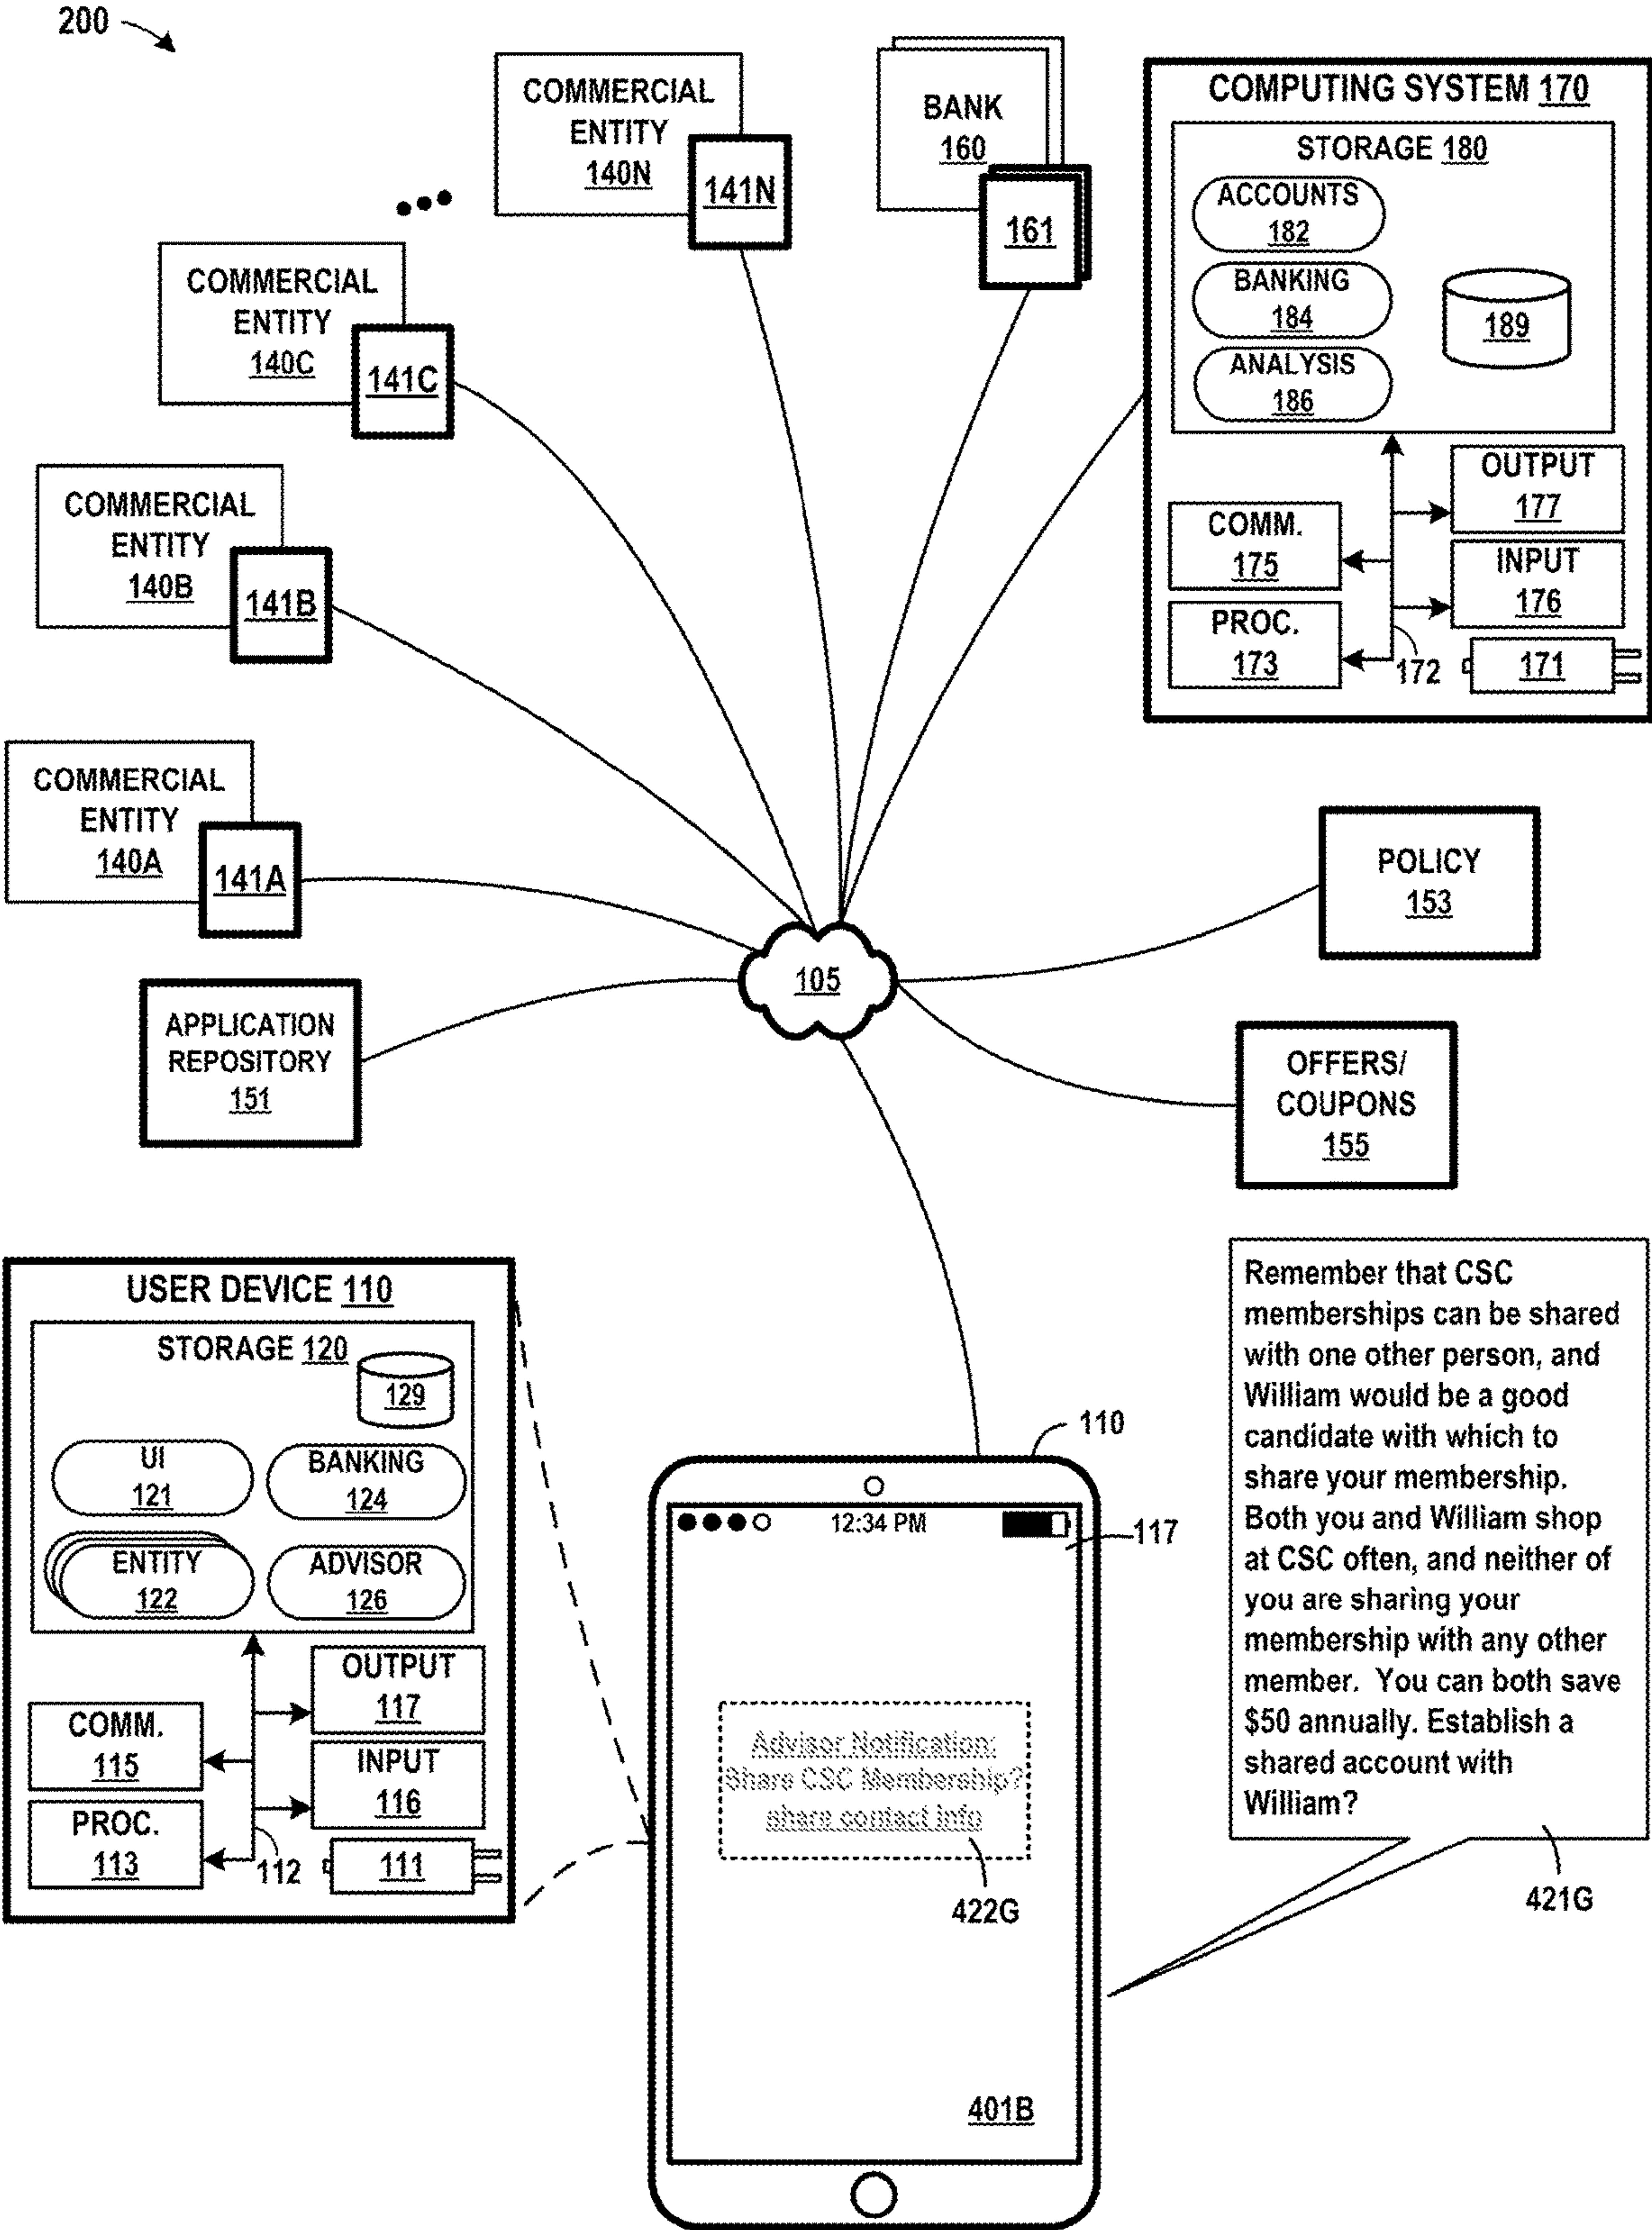 200
COMMERCIAL
ENTITY
140N
141N
BANK
160
161
COMPUTING SYSTEM 170
STORAGE 180
ACCOUNTS
182
BANKING
184
ANALYSIS
186
189
OUTPUT
177
COMM.
175
INPUT
176
PROC.
173
172
171
COMMERCIAL
ENTITY
140C
141C
COMMERCIAL
ENTITY
140B
141B
COMMERCIAL
ENTITY
140A
141A
POLICY
153
105
APPLICATION
REPOSITORY
151
OFFERS/
COUPONS
155
USER DEVICE 110
STORAGE 120
129
UI
121
BANKING
124
ENTITY
122
ADVISOR
126
OUTPUT
117
COMM.
115
INPUT
116
PROC.
113
112
111
110
12:34 PM
117
Advisor Notification:
Share CSC Membership?
share contact info
422G
401B
Remember that CSC
memberships can be shared
with one other person, and
William would be a good
candidate with which to
share your membership.
Both you and William shop
at CSC often, and neither of
you are sharing your
membership with any other
member. You can both save
$50 annually. Establish a
shared account with
William?
421G